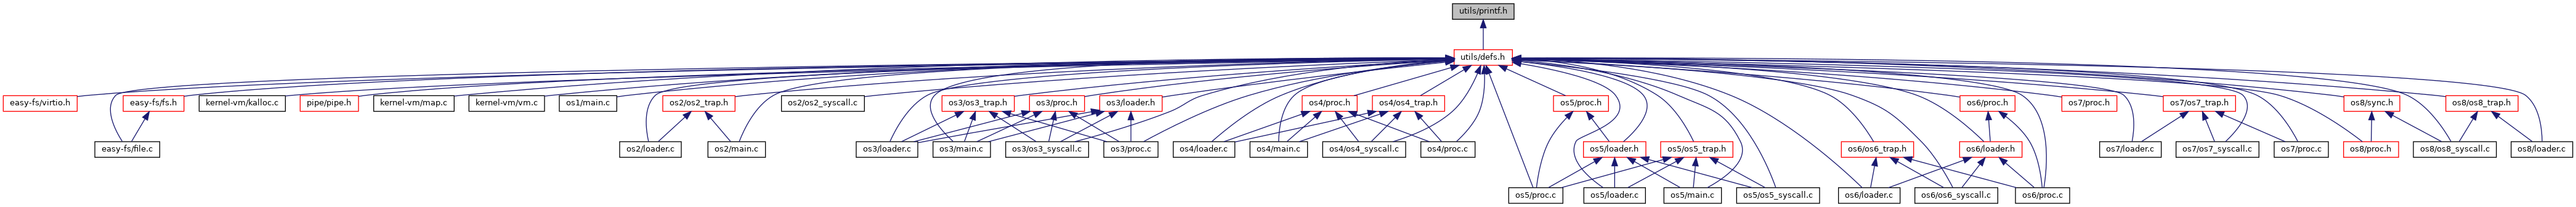 utils/printf.h
utils/defs.h
easy-fs/virtio.h
easy-fs/fs.h
kernel-vm/kalloc.c
pipe/pipe.h
kernel-vm/map.c
kernel-vm/vm.c
os1/main.c
os2/os2_trap.h
os2/os2_syscall.c
os3/os3_trap.h
os3/proc.h
os3/loader.h
os4/proc.h
os4/os4_trap.h
os5/proc.h
os6/proc.h
os7/proc.h
os7/os7_trap.h
os8/sync.h
os8/os8_trap.h
easy-fs/file.c
os2/loader.c
os2/main.c
os3/loader.c
os3/main.c
os3/os3_syscall.c
os3/proc.c
os4/loader.c
os4/main.c
os4/os4_syscall.c
os4/proc.c
os5/loader.h
os5/os5_trap.h
os6/os6_trap.h
os6/loader.h
os7/loader.c
os7/os7_syscall.c
os7/proc.c
os8/proc.h
os8/os8_syscall.c
os8/loader.c
os5/proc.c
os5/loader.c
os5/main.c
os5/os5_syscall.c
os6/loader.c
os6/os6_syscall.c
os6/proc.c